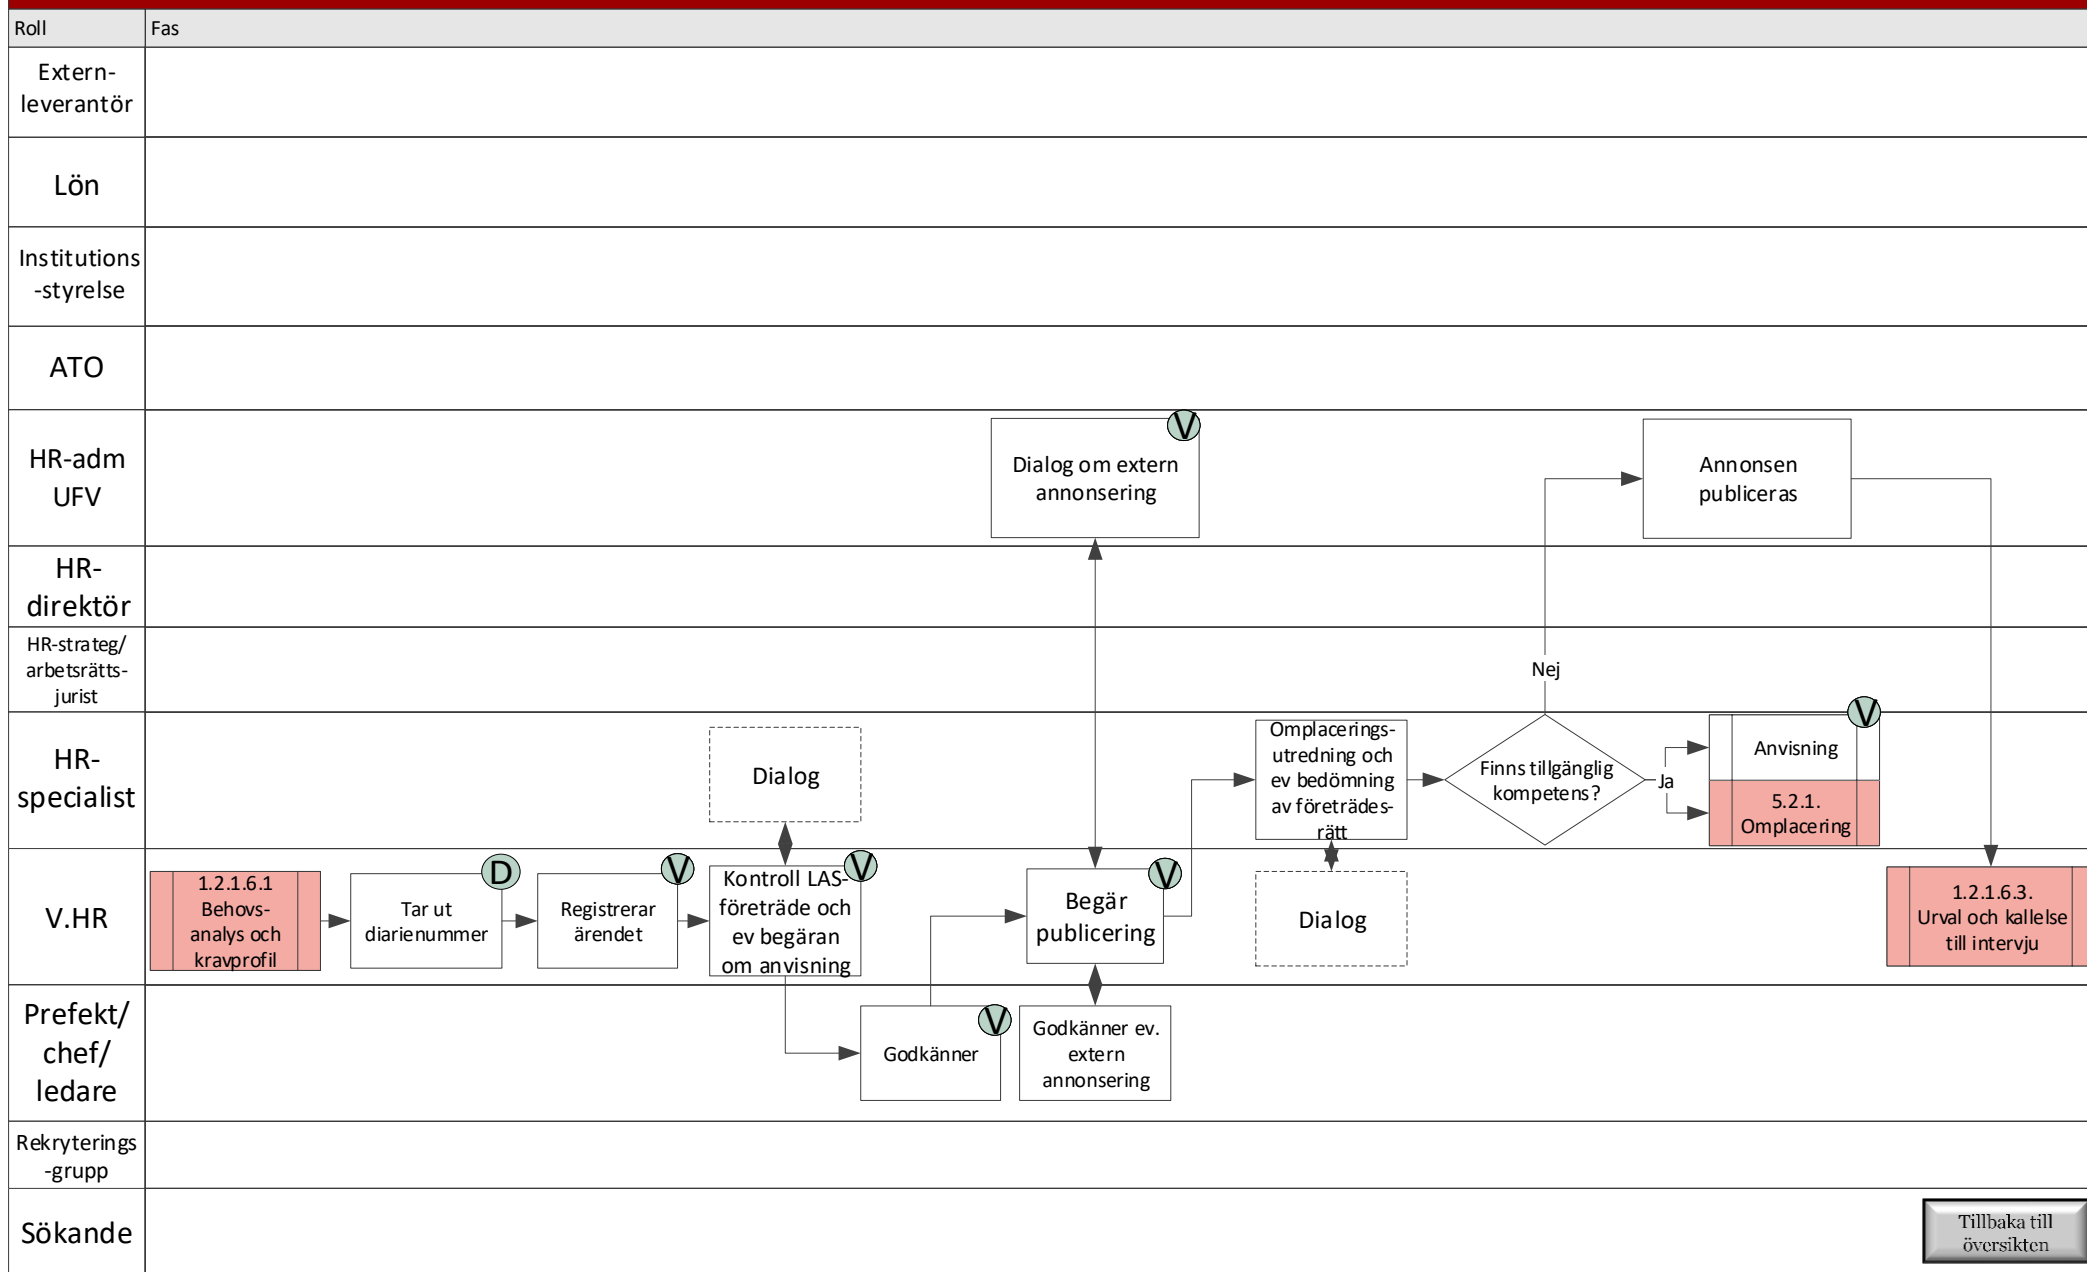 Roll
Fas
Extern-
leverantör
Lön
Institutions
-styrelse
ATO
HR-adm
UFV
V
Dialog om extern
annonsering
Annonsen
publiceras
HR-
direktör
HR-strateg/
arbetsrätts-
jurist
Nej
HR-
specialist
Dialog
Omplacerings-
utredning och
ev bedömning
av företrädes-
rätt
Finns tillgänglig
kompetens?
Ja
V
Anvisning
5.2.1.
Omplacering
V.HR
1.2.1.6.1
Behovs-
analys och
kravprofil
D
Tar ut
diarienummer
V
Registrerar
ärendet
V
Kontroll LAS-
företräde och
ev begäran
om anvisning
V
Begär
publicering
Dialog
1.2.1.6.3.
Urval och kallelse
till intervju
Prefekt/
chef/
ledare
V
Godkänner
Godkänner ev.
extern
annonsering
Rekryterings
-grupp
Sökande
Tillbaka till
översikten